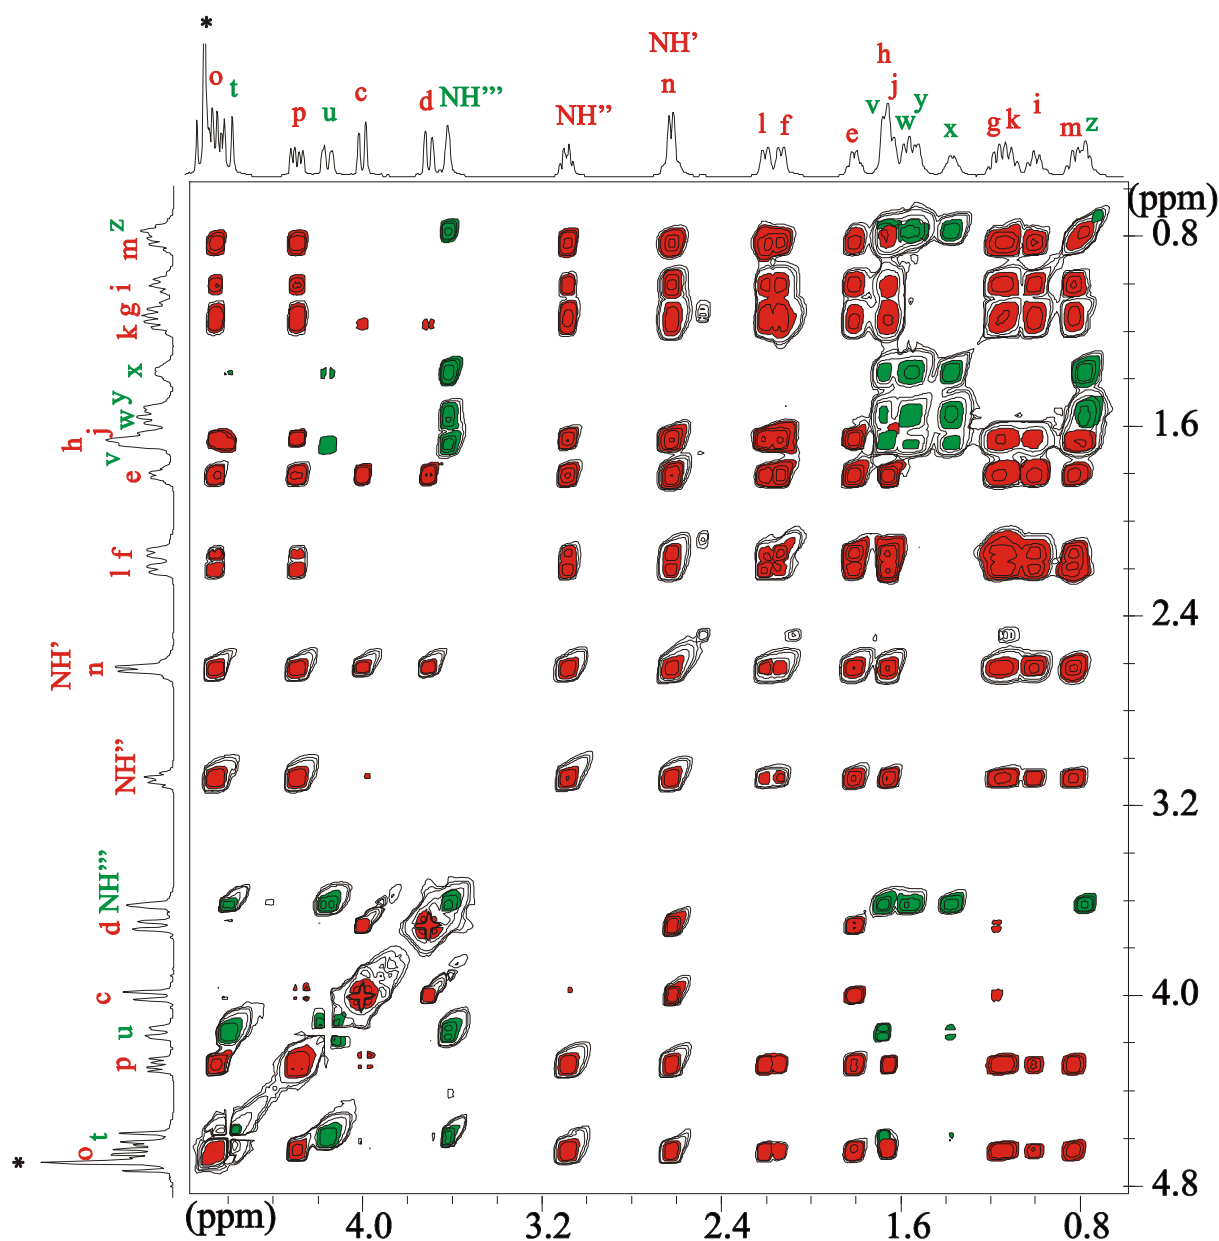 *
o t p u c d NH''' NH'' NH' n l f e v h j w y x g k i m z
(ppm)
z 0.8
m
i
g
k
x
y
w 1.6
j
h
v
e
l f
2.4
NH' n
NH''
3.2
NH'''
d
c 4.0
u
p
t
o
*
4.8
(ppm) 4.0 3.2 2.4 1.6 0.8